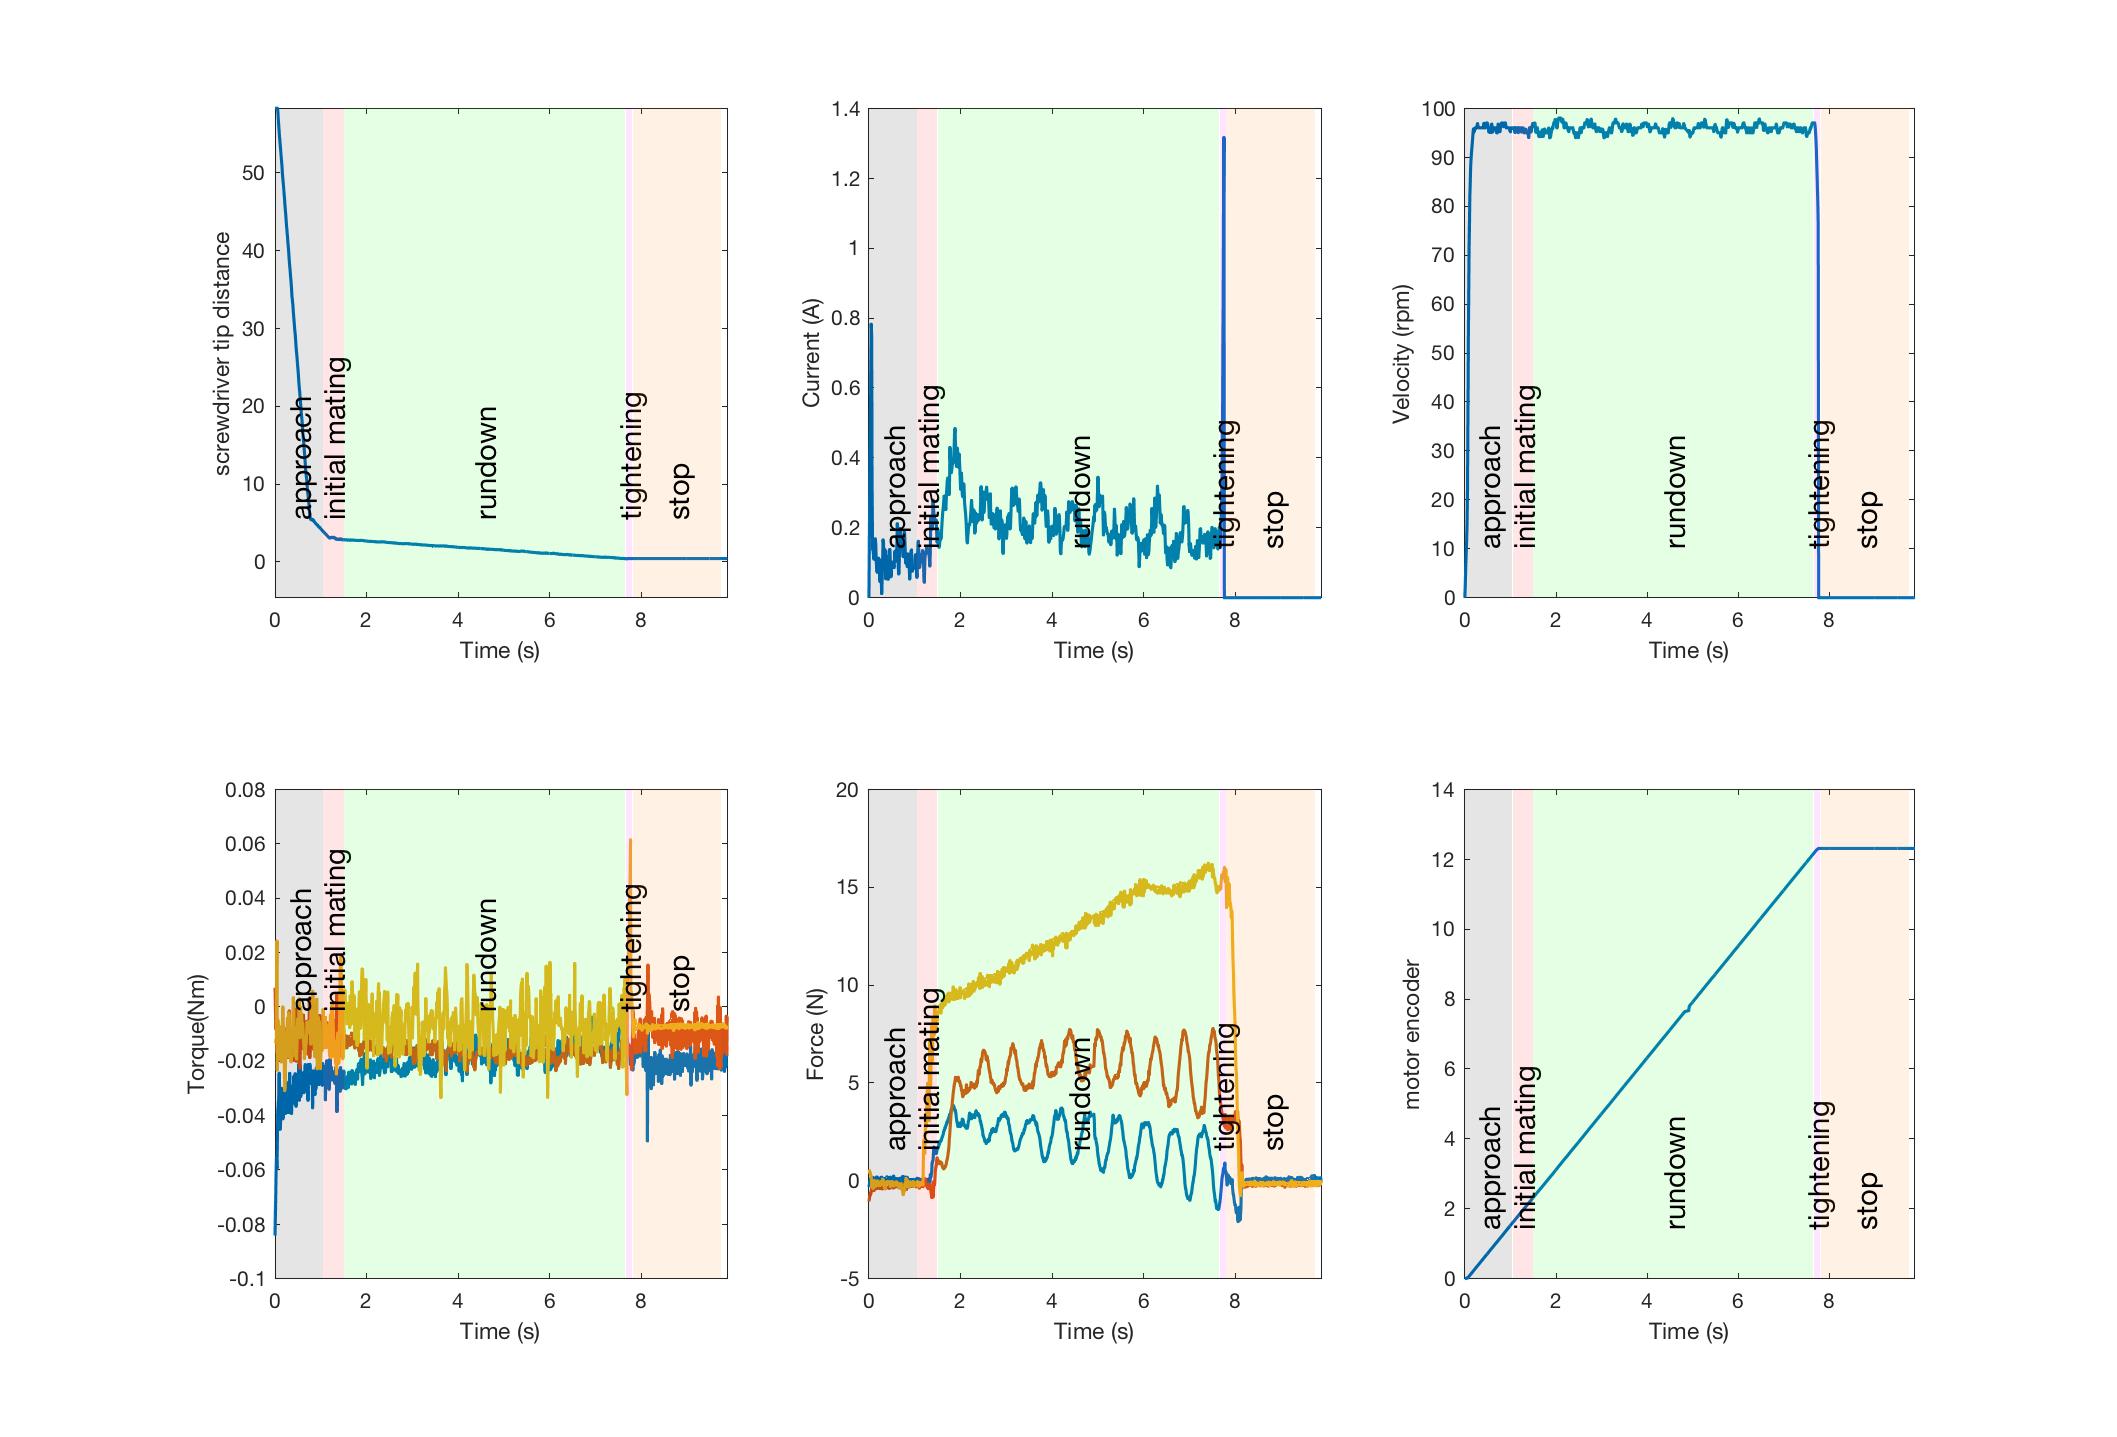 screwdriver tip distance
50
40
30
20
10
0
approach
initial mating
rundown
tightening
stop
0 2 4 6 8
Time (s)
Current (A)
1.4
1.2
1
0.8
0.6
0.4
0.2
0
approach
initial mating
rundown
tightening
stop
0 2 4 6 8
Time (s)
Velocity (rpm)
100
90
80
70
60
50
40
30
20
10
0
approach
initial mating
rundown
tightening
stop
0 2 4 6 8
Time (s)
Torque(Nm)
0.08
0.06
0.04
0.02
0
-0.02
-0.04
-0.06
-0.08
-0.1
approach
initial mating
rundown
tightening
stop
0 2 4 6 8
Time (s)
Force (N)
20
15
10
5
0
-5
approach
initial mating
rundown
tightening
stop
0 2 4 6 8
Time (s)
motor encoder
14
12
10
8
6
4
2
0
approach
initial mating
rundown
tightening
stop
0 2 4 6 8
Time (s)